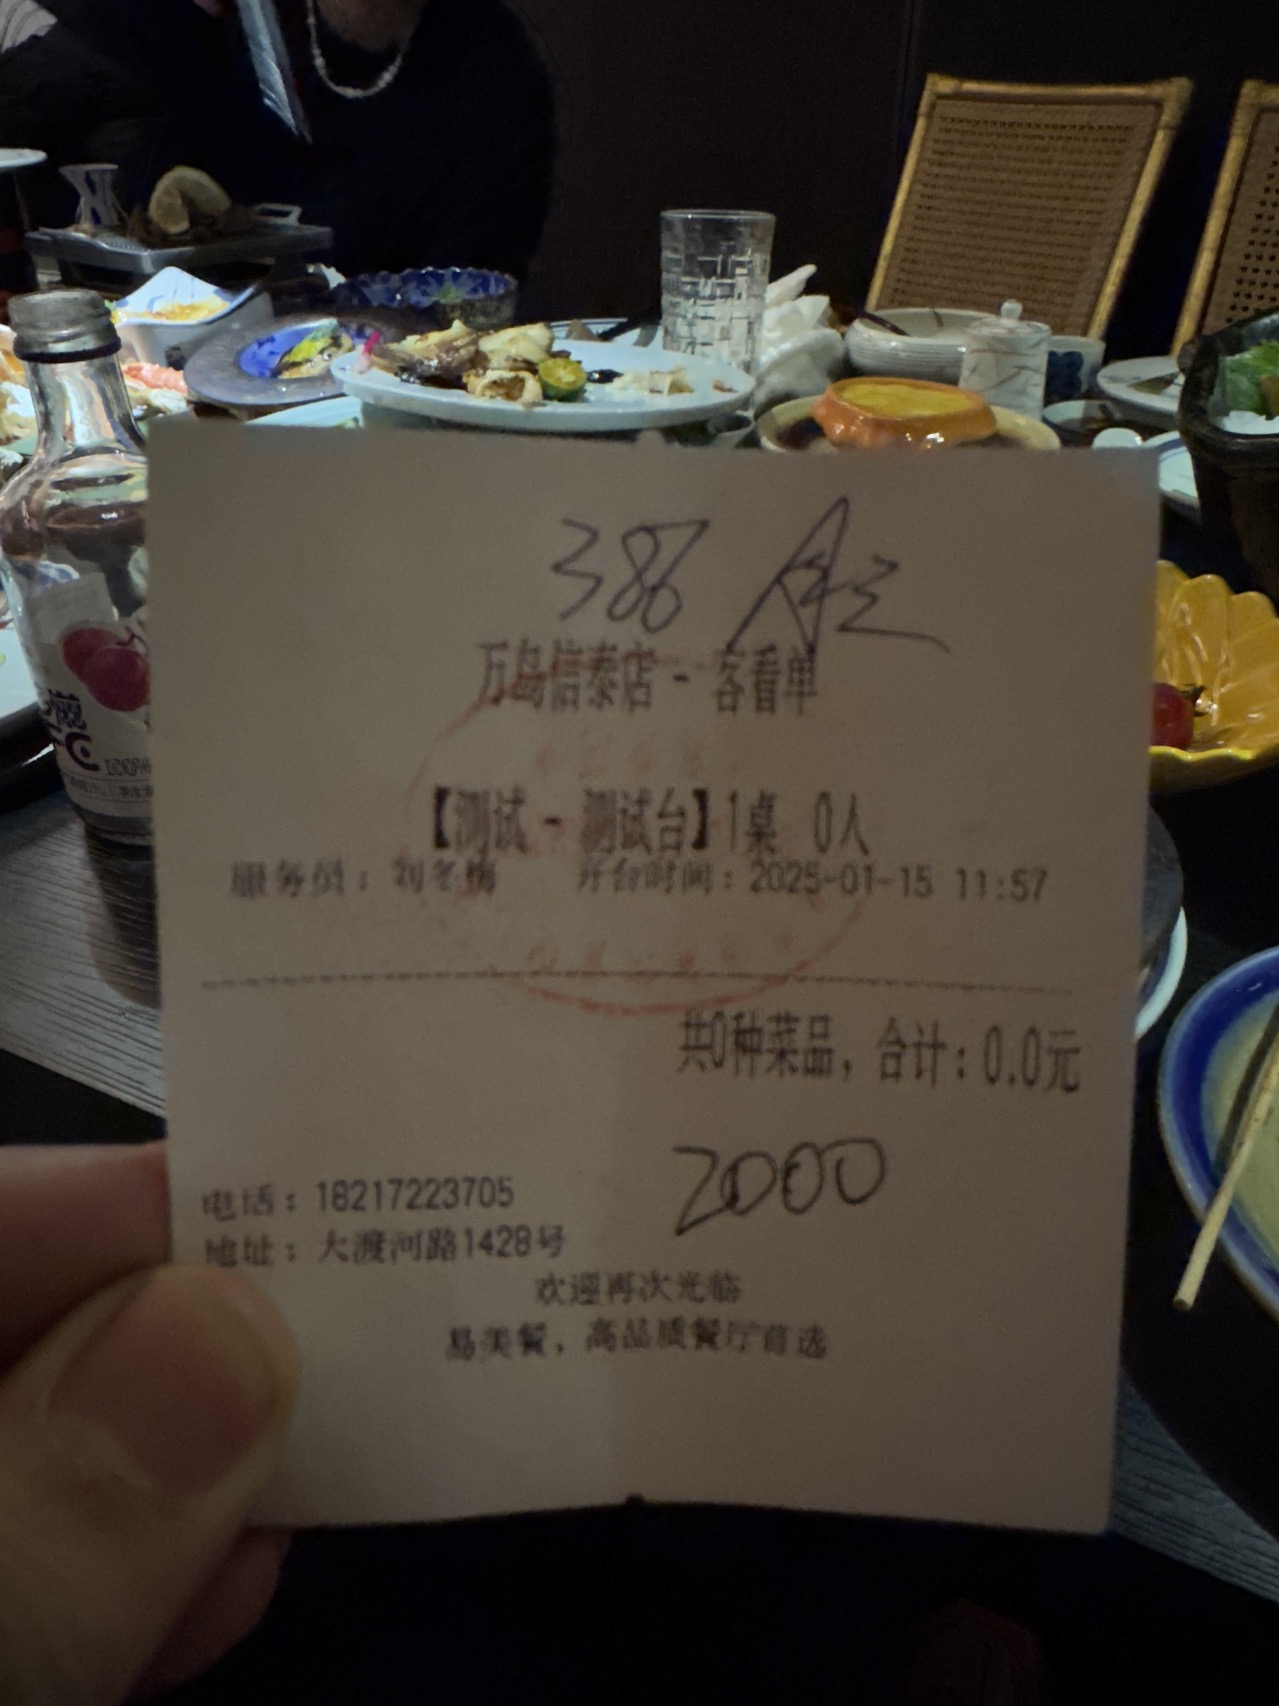 386
万岛信泰店 - 客看单
【测试 - 测试台】1桌 0人
服务员：刘冬梅 开台时间：2025-01-15 11:57
共0种菜品，合计：0.0元
2000
电话：18217223705
地址：大渡河路1428号
欢迎再次光临
易美餐，高品质餐厅首选
100%